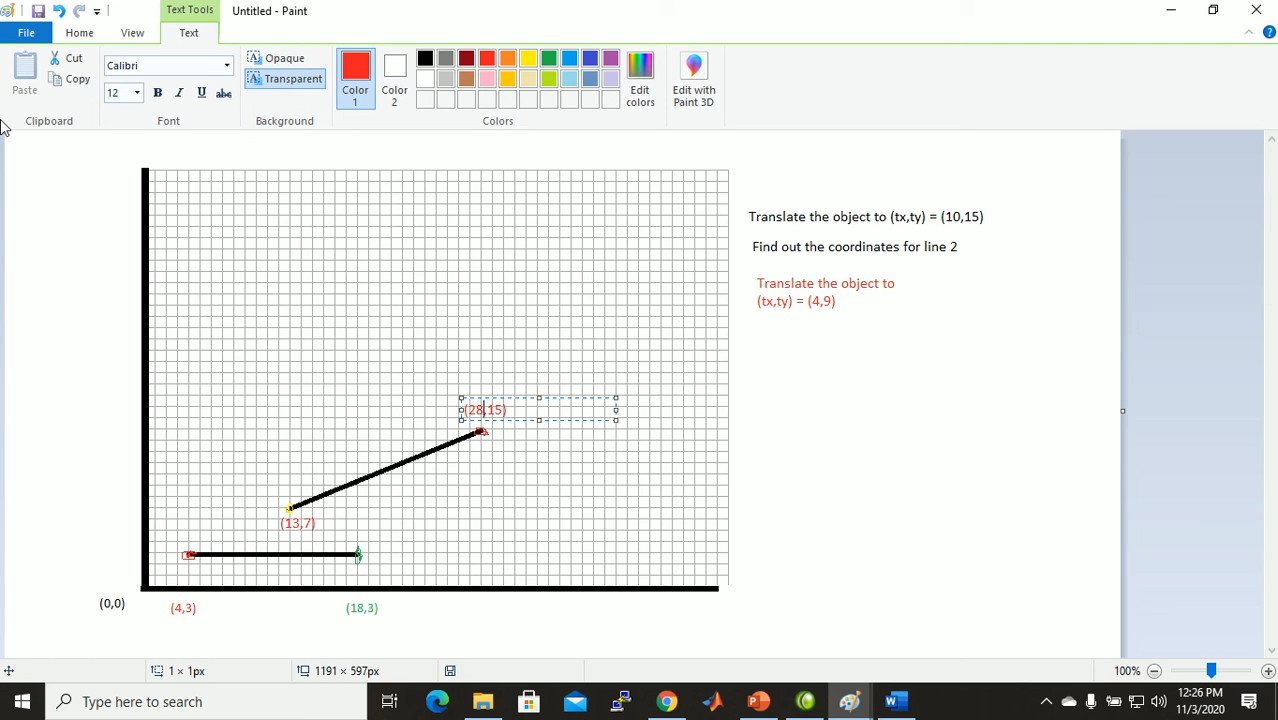 Text Tools
Untitled - Paint
File
Home
View
Text
Paste
Cut
Copy
Clipboard
Calibri
12
B I U abc
Font
Opaque
Transparent
Background
Color 1
Color 2
Edit colors
Edit with Paint 3D
Colors
Translate the object to (tx,ty) = (10,15)
Find out the coordinates for line 2
Translate the object to
(tx,ty) = (4,9)
(28,15)
(13,7)
(0,0)
(4,3)
(18,3)
1 × 1px
1191 × 597px
100%
Type here to search
12:26 PM
11/3/2020